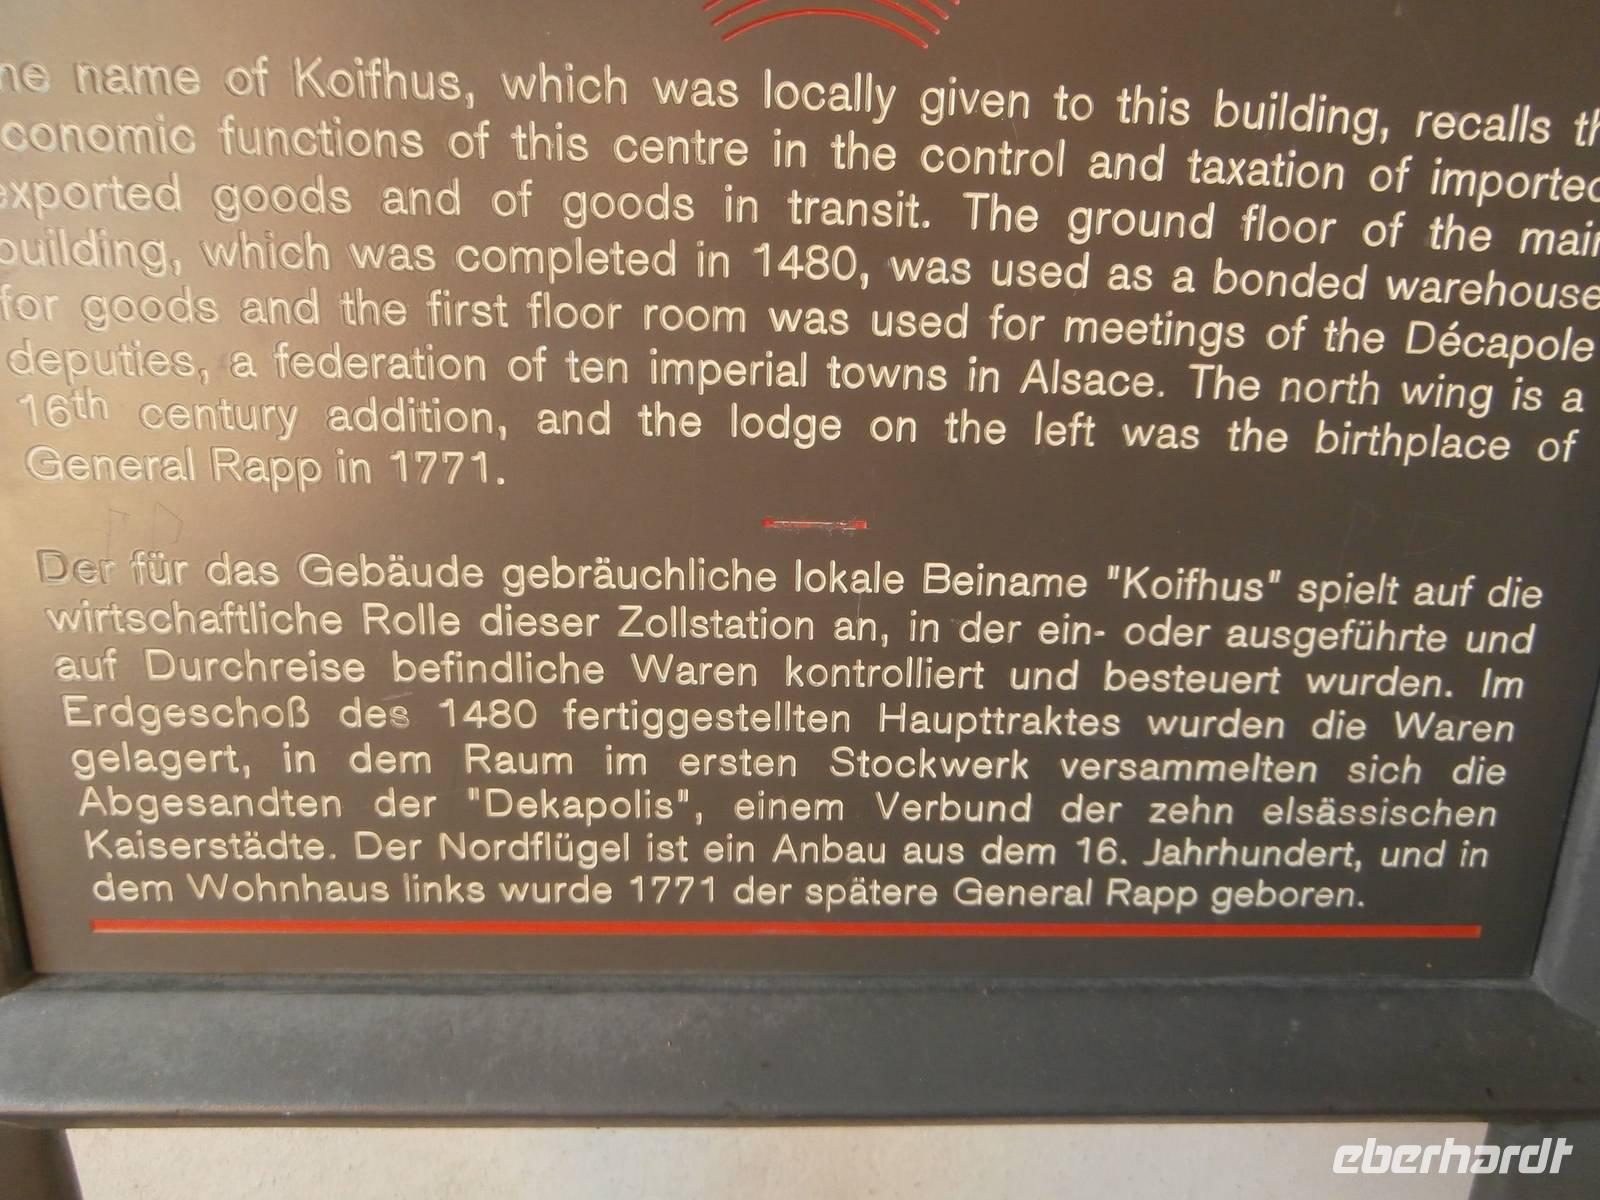 ne name of Koifhus, which was locally given to this building, recalls th
conomic functions of this centre in the control and taxation of imported
exported goods and of goods in transit. The ground floor of the main
building, which was completed in 1480, was used as a bonded warehouse
for goods and the first floor room was used for meetings of the Décapole
deputies, a federation of ten imperial towns in Alsace. The north wing is a
16th century addition, and the lodge on the left was the birthplace of
General Rapp in 1771.
Der für das Gebäude gebräuchliche lokale Beiname "Koifhus" spielt auf die
wirtschaftliche Rolle dieser Zollstation an, in der ein- oder ausgeführte und
auf Durchreise befindliche Waren kontrolliert und besteuert wurden. Im
Erdgeschoß des 1480 fertiggestellten Haupttraktes wurden die Waren
gelagert, in dem Raum im ersten Stockwerk versammelten sich die
Abgesandten der "Dekapolis", einem Verbund der zehn elsässischen
Kaiserstädte. Der Nordflügel ist ein Anbau aus dem 16. Jahrhundert, und in
dem Wohnhaus links wurde 1771 der spätere General Rapp geboren.
eberhardt